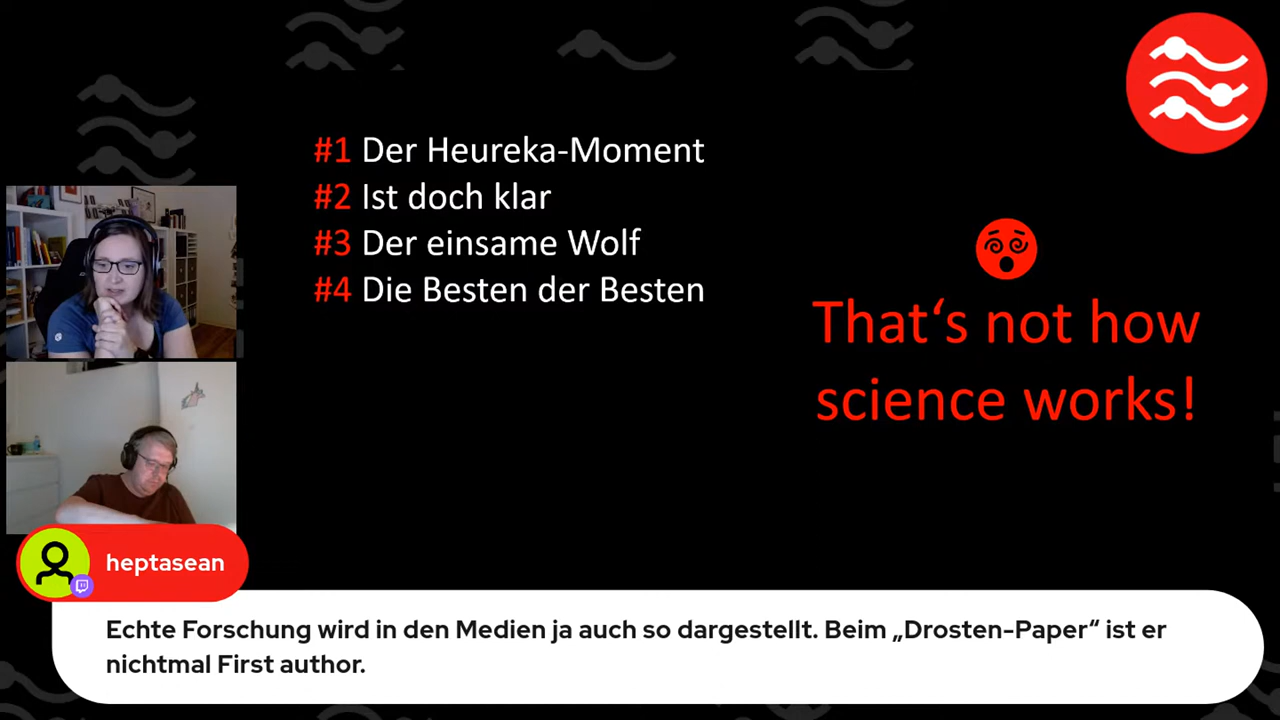 #1 Der Heureka-Moment
#2 Ist doch klar
#3 Der einsame Wolf
#4 Die Besten der Besten
That‘s not how
science works!
heptasean
Echte Forschung wird in den Medien ja auch so dargestellt. Beim „Drosten-Paper“ ist er
nichtmal First author.